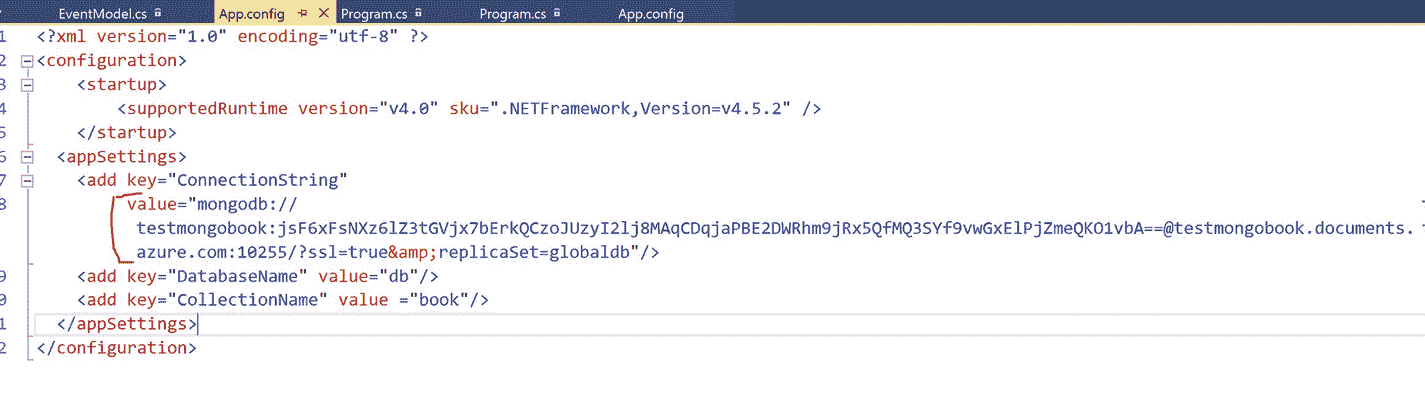 EventModel.cs App.config Program.cs Program.cs App.config
1 <?xml version="1.0" encoding="utf-8" ?>
2 <configuration>
3 <startup>
4 <supportedRuntime version="v4.0" sku=".NETFramework,Version=v4.5.2" />
5 </startup>
6 <appSettings>
7 <add key="ConnectionString"
8 value="mongodb://
testmongobook:jsF6xFsNXz6lZ3tGVjx7bErkQCzoJUzyI2lj8MAqCDqjaPBE2DWRhm9jRx5QfMQ3SYf9vwGxElPjZmeQKO1vbA==@testmongobook.documents.
azure.com:10255/?ssl=true&amp;replicaSet=globaldb"/>
9 <add key="DatabaseName" value="db"/>
0 <add key="CollectionName" value ="book"/>
1 </appSettings>
2 </configuration>